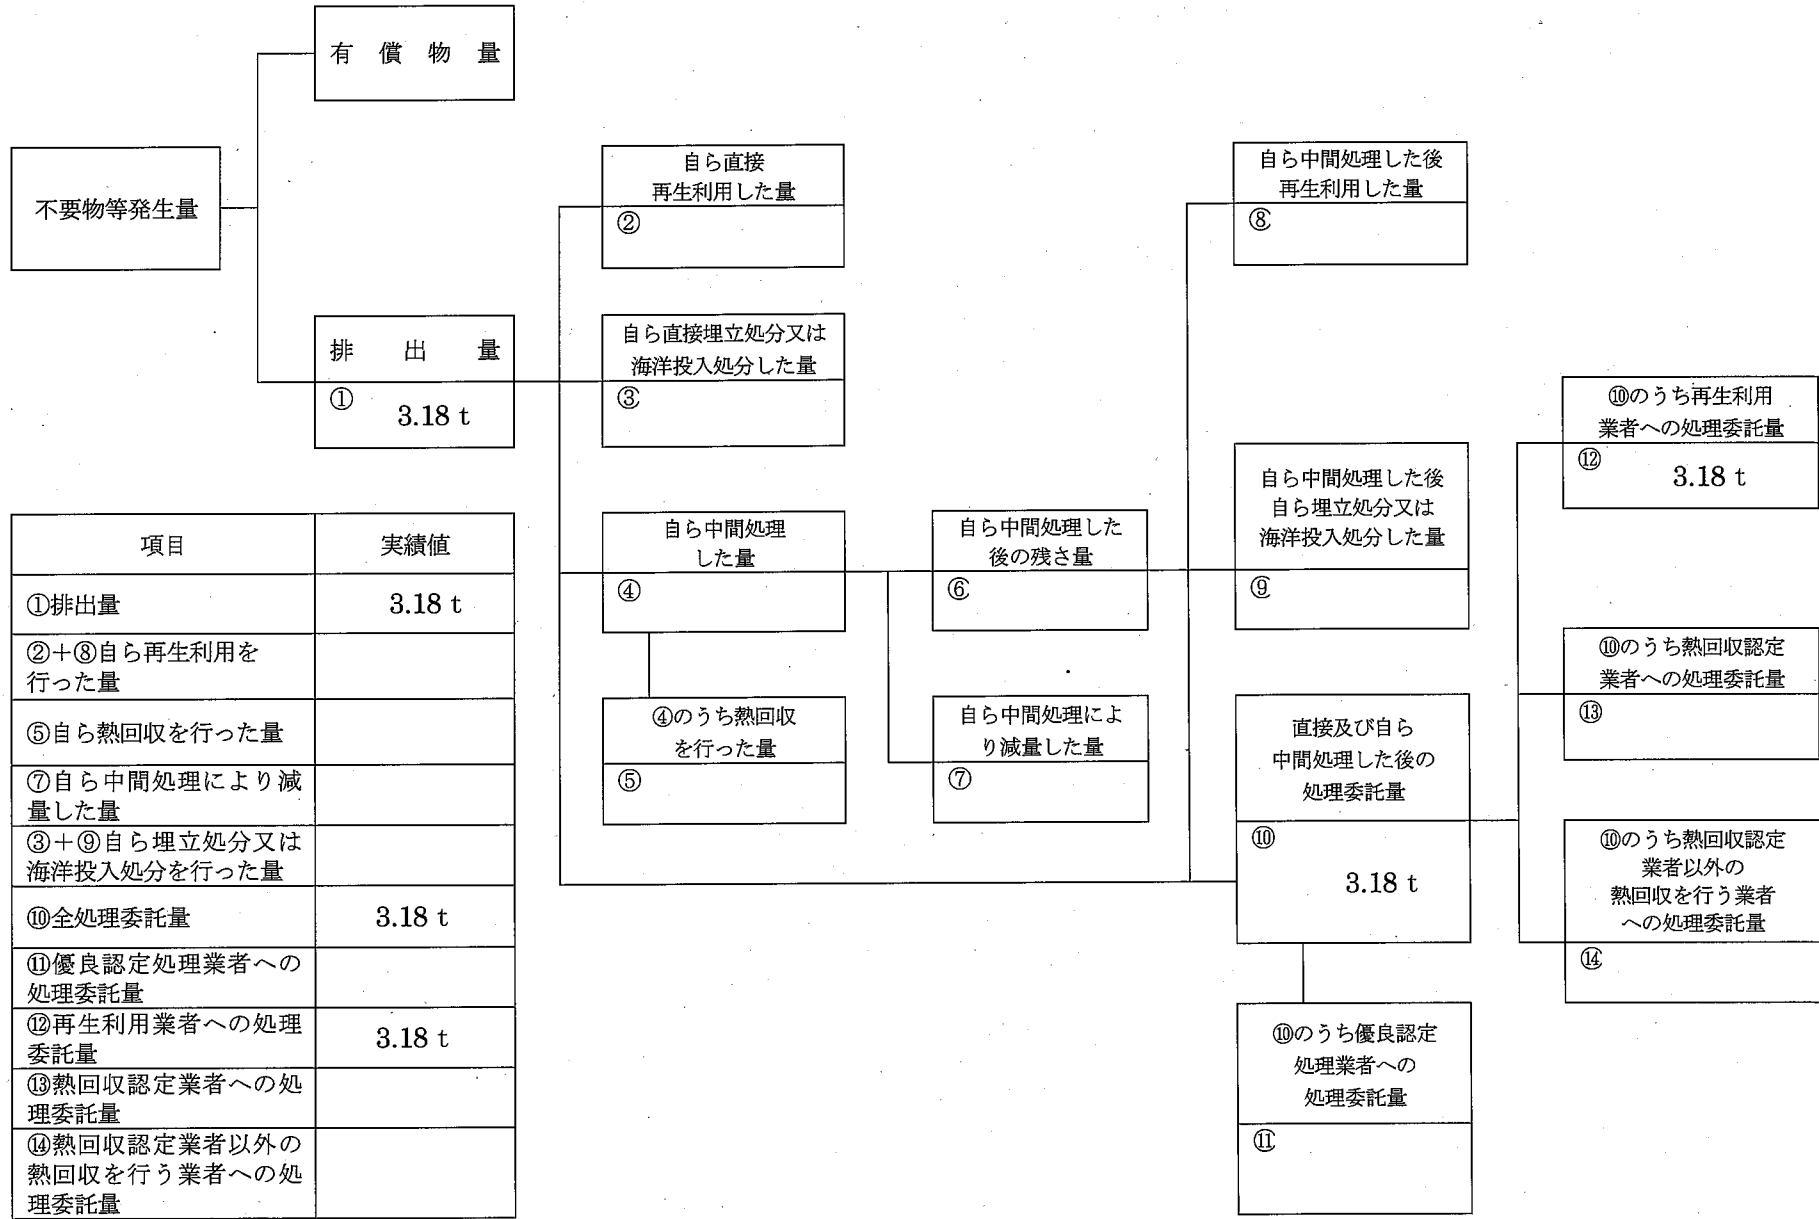 有償物量
不要物等発生量
排出量
①
3.18 t
自ら直接
再生利用した量
②
自ら直接埋立処分又は
海洋投入処分した量
③
自ら中間処理
した量
④
④のうち熱回収
を行った量
⑤
自ら中間処理した
後の残さ量
⑥
自ら中間処理によ
り減量した量
⑦
自ら中間処理した後
再生利用した量
⑧
自ら中間処理した後
自ら埋立処分又は
海洋投入処分した量
⑨
直接及び自ら
中間処理した後の
処理委託量
⑩
3.18 t
⑩のうち優良認定
処理業者への
処理委託量
⑪
⑩のうち再生利用
業者への処理委託量
⑫
3.18 t
⑩のうち熱回収認定
業者への処理委託量
⑬
⑩のうち熱回収認定
業者以外の
熱回収を行う業者
への処理委託量
⑭
項目 実績値
①排出量 3.18 t
②+⑧自ら再生利用を
行った量
⑤自ら熱回収を行った量
⑦自ら中間処理により減
量した量
③+⑨自ら埋立処分又は
海洋投入処分を行った量
⑩全処理委託量 3.18 t
⑪優良認定処理業者への
処理委託量
⑫再生利用業者への処理
委託量 3.18 t
⑬熱回収認定業者への処
理委託量
⑭熱回収認定業者以外の
熱回収を行う業者への処
理委託量